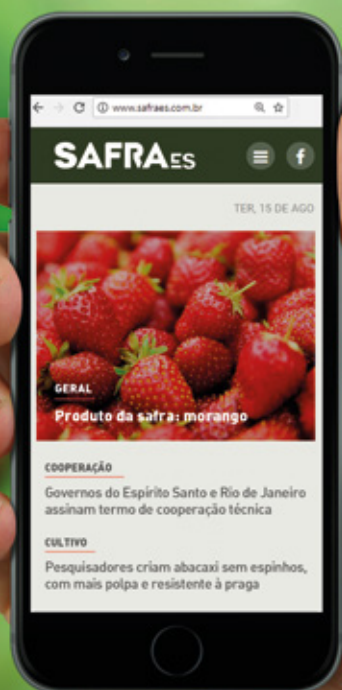 www.safraes.com.br
SAFRAES
TER, 15 DE AGO
GERAL
Produto da safra: morango
COOPERAÇÃO
Governos do Espírito Santo e Rio de Janeiro
assinam termo de cooperação técnica
CULTIVO
Pesquisadores criam abacaxi sem espinhos,
com mais polpa e resistente à praga